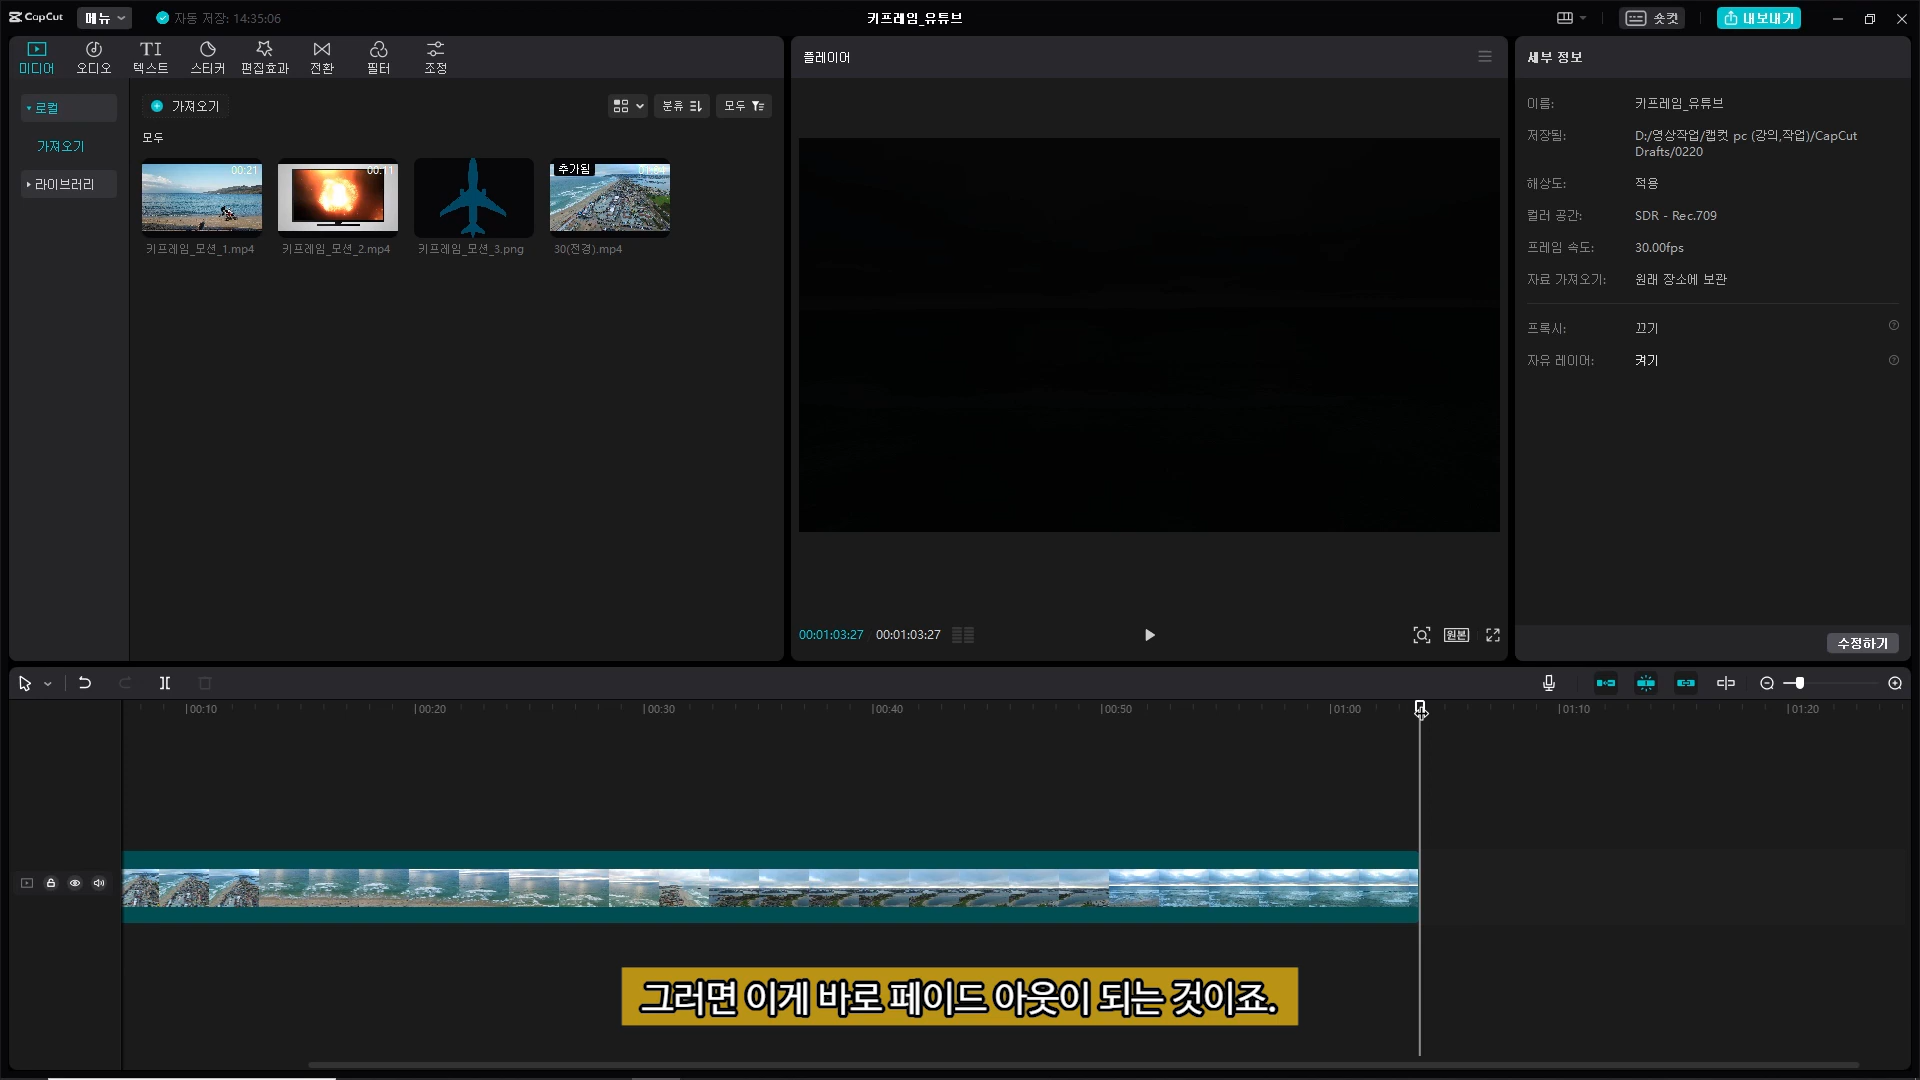 CapCut
메뉴
자동 저장: 14:35:06
키프레임_유튜브
숏컷
내보내기
미디어
오디오
텍스트
스티커
편집효과
전환
필터
조정
로컬
가져오기
라이브러리
가져오기
분류
모두
모두
00:21
00:11
추가됨
키프레임_모션_1.mp4
키프레임_모션_2.mp4
키프레임_모션_3.png
30(전경).mp4
플레이어
00:01:03:27
00:01:03:27
원본
세부 정보
이름:
키프레임_유튜브
저장됨:
D:/영상작업/캡컷 pc (강의,작업)/CapCut
Drafts/0220
해상도:
적용
컬러 공간:
SDR - Rec.709
프레임 속도:
30.00fps
자료 가져오기:
원래 장소에 보관
프록시:
끄기
자유 레이어:
켜기
수정하기
00:10
00:20
00:30
00:40
00:50
01:00
01:10
01:20
그러면 이게 바로 페이드 아웃이 되는 것이죠.